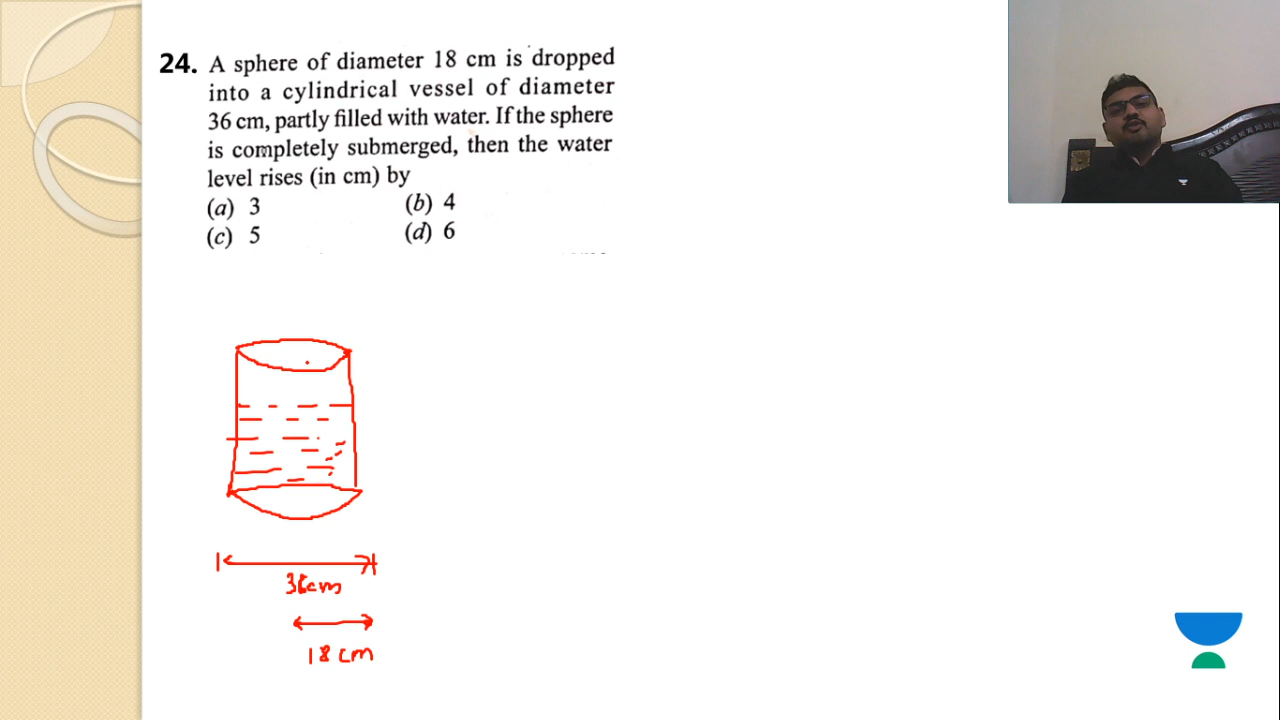 24. A sphere of diameter 18 cm is dropped
into a cylindrical vessel of diameter
36 cm, partly filled with water. If the sphere
is completely submerged, then the water
level rises (in cm) by
(a) 3 (b) 4
(c) 5 (d) 6
36cm
18 cm